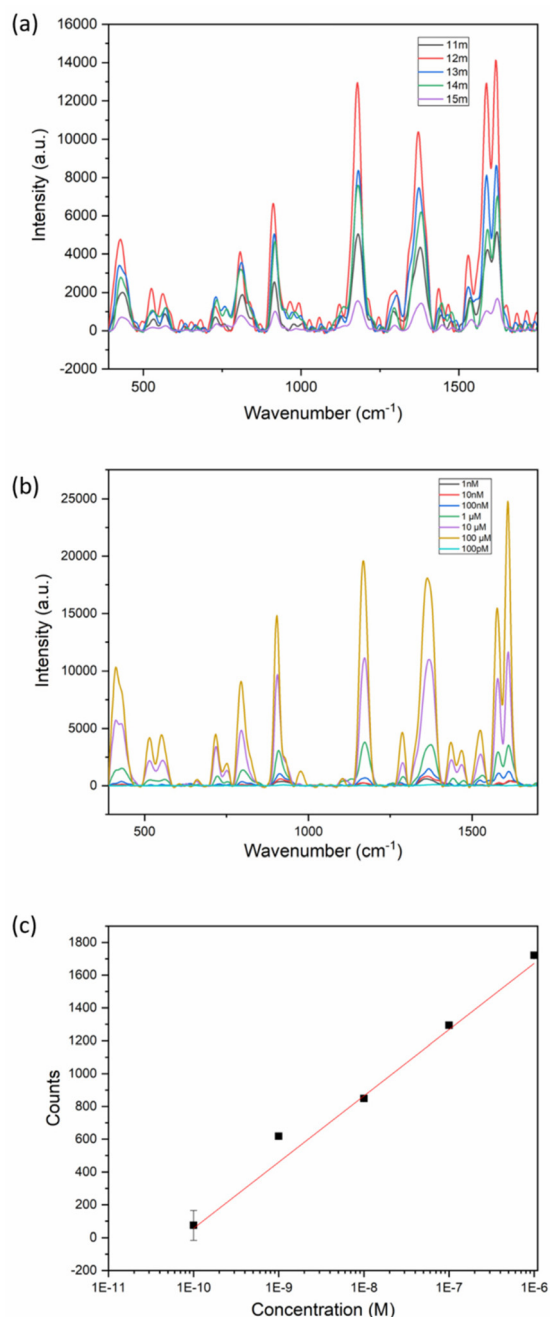 (a)
16000
14000
12000
10000
8000
6000
4000
2000
0
-2000
Intensity (a.u.)
11m
12m
13m
14m
15m
500
1000
1500
Wavenumber (cm⁻¹)
(b)
25000
20000
15000
10000
5000
0
Intensity (a.u.)
1nM
10nM
100nM
1 µM
10 µM
100 µM
100pM
500
1000
1500
Wavenumber (cm⁻¹)
(c)
1800
1600
1400
1200
1000
800
600
400
200
0
-200
Counts
1E-11
1E-10
1E-9
1E-8
1E-7
1E-6
Concentration (M)